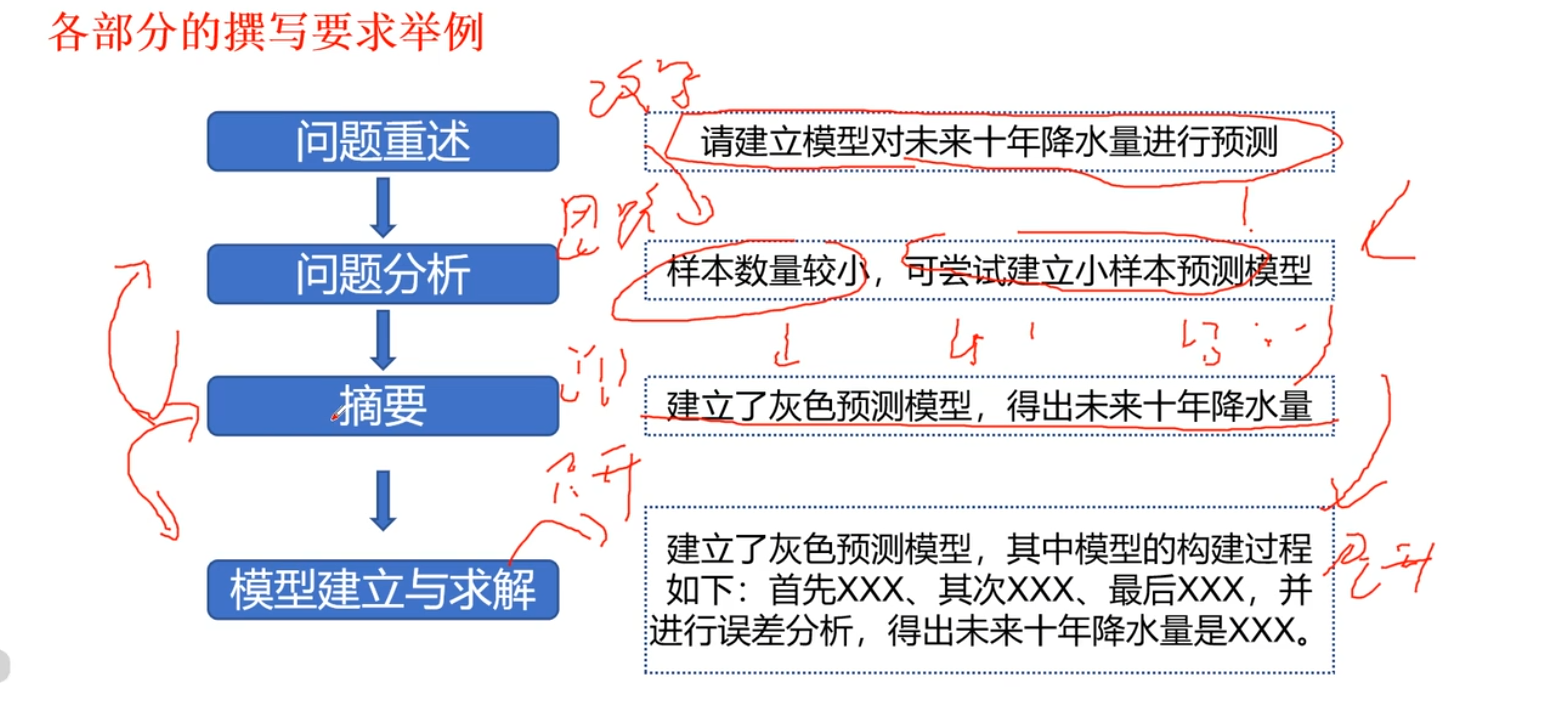 各部分的撰写要求举例
改写
问题重述
请建立模型对未来十年降水量进行预测
思路
问题分析
样本数量较小，可尝试建立小样本预测模型
摘要
建立了灰色预测模型，得出未来十年降水量
展开
模型建立与求解
建立了灰色预测模型，其中模型的构建过程
如下：首先XXX、其次XXX、最后XXX，并
进行误差分析，得出未来十年降水量是XXX。